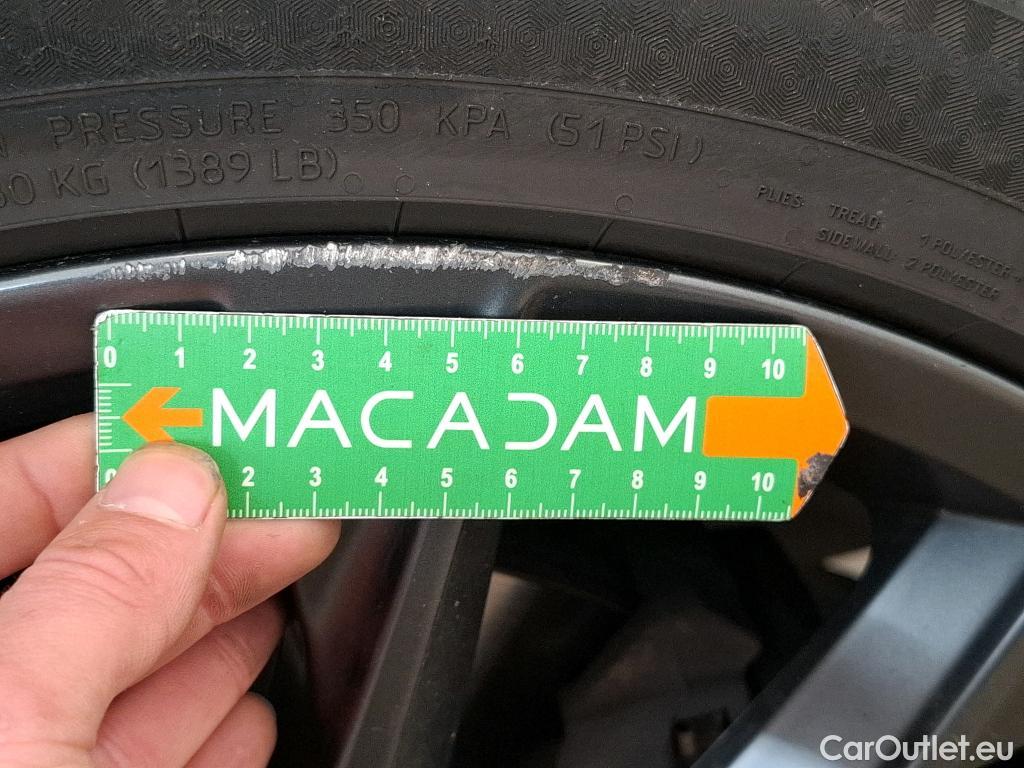 PRESSURE 350 KPA (51 PSI)
KG (1389 LB)
PLIES: TREAD: 1 POLYESTER +
SIDEWALL: 2 POLYESTER
0 1 2 3 4 5 6 7 8 9 10
MACADAM
2 3 4 5 6 7 8 9 10
CarOutlet.eu